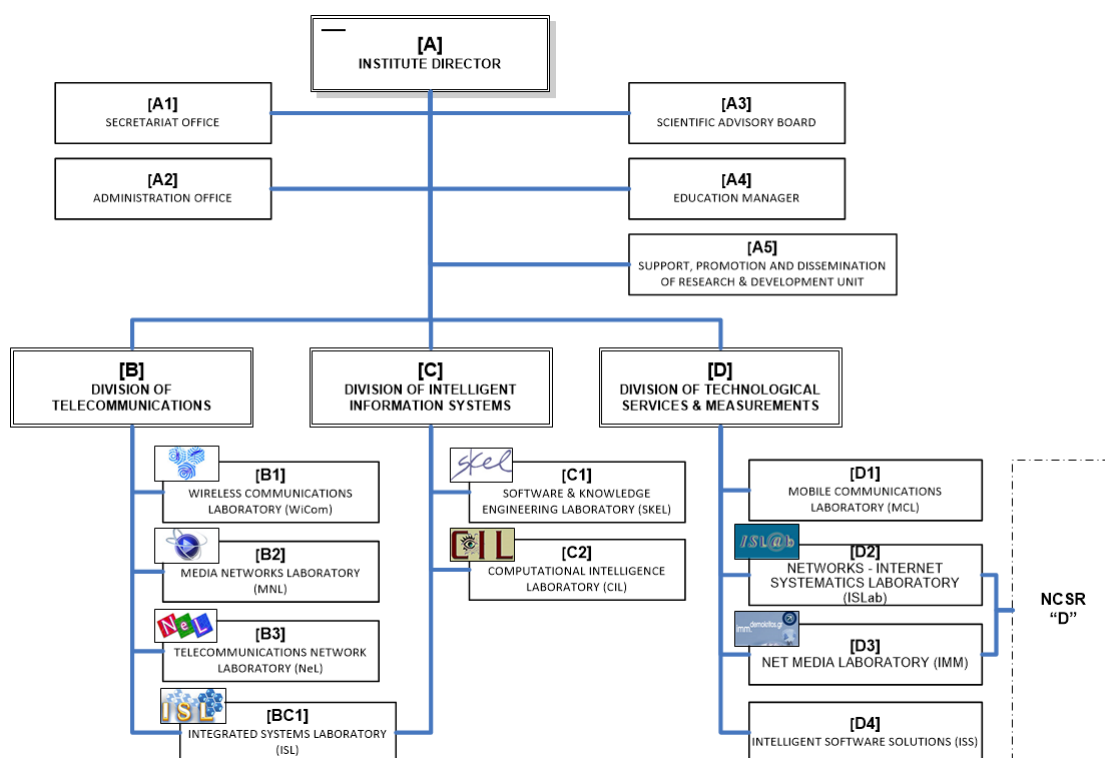 [A]
INSTITUTE DIRECTOR
[A1]
SECRETARIAT OFFICE
[A3]
SCIENTIFIC ADVISORY BOARD
[A2]
ADMINISTRATION OFFICE
[A4]
EDUCATION MANAGER
[A5]
SUPPORT, PROMOTION AND DISSEMINATION
OF RESEARCH & DEVELOPMENT UNIT
[B]
DIVISION OF
TELECOMMUNICATIONS
[C]
DIVISION OF INTELLIGENT
INFORMATION SYSTEMS
[D]
DIVISION OF TECHNOLOGICAL
SERVICES & MEASUREMENTS
[B1]
WIRELESS COMMUNICATIONS
LABORATORY (WiCom)
[B2]
MEDIA NETWORKS LABORATORY
(MNL)
NeL
[B3]
TELECOMMUNICATIONS NETWORK
LABORATORY (NeL)
ISL
[BC1]
INTEGRATED SYSTEMS LABORATORY
(ISL)
skel
[C1]
SOFTWARE & KNOWLEDGE
ENGINEERING LABORATORY (SKEL)
CIL
[C2]
COMPUTATIONAL INTELLIGENCE
LABORATORY (CIL)
[D1]
MOBILE COMMUNICATIONS
LABORATORY (MCL)
ISL@b
[D2]
NETWORKS - INTERNET
SYSTEMATICS LABORATORY
(ISLab)
imm.demokritos.gr
[D3]
NET MEDIA LABORATORY (IMM)
[D4]
INTELLIGENT SOFTWARE SOLUTIONS (ISS)
NCSR
“D”